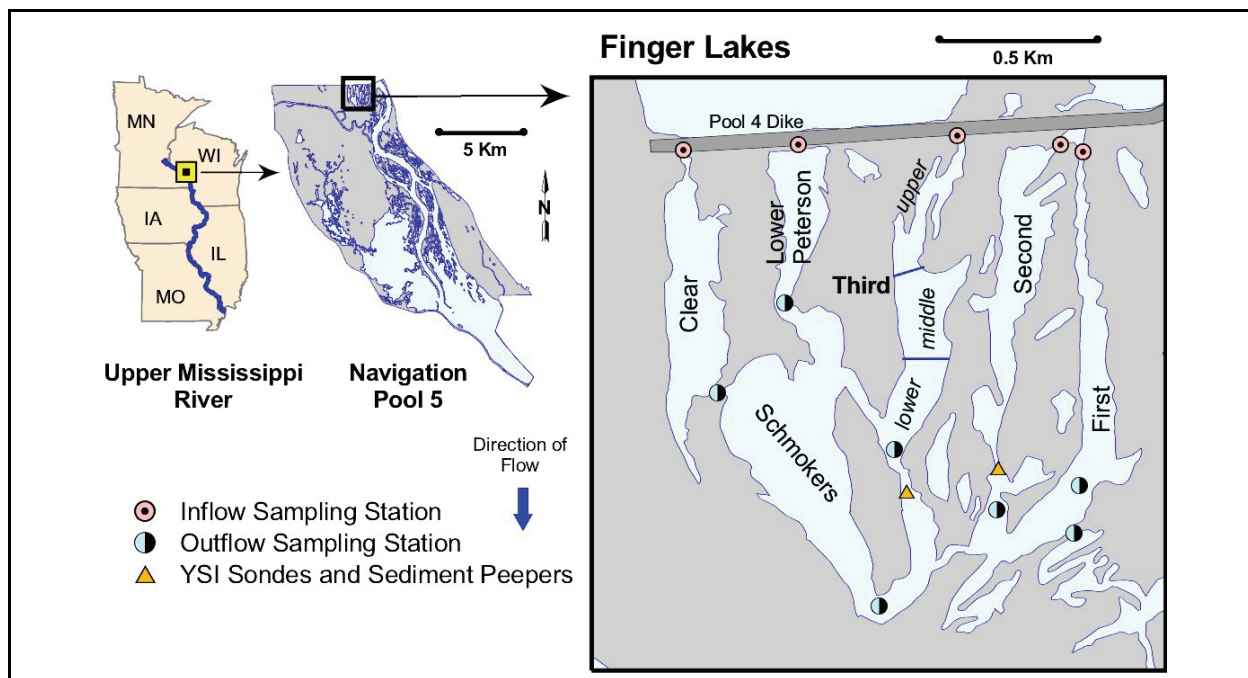 Finger Lakes
0.5 Km
MN
WI
IA
IL
MO
5 Km
N
Upper Mississippi
River
Navigation
Pool 5
Direction of
Flow
Inflow Sampling Station
Outflow Sampling Station
YSI Sondes and Sediment Peepers
Pool 4 Dike
Clear
Lower
Peterson
Schmokers
Third
upper
middle
lower
Second
First